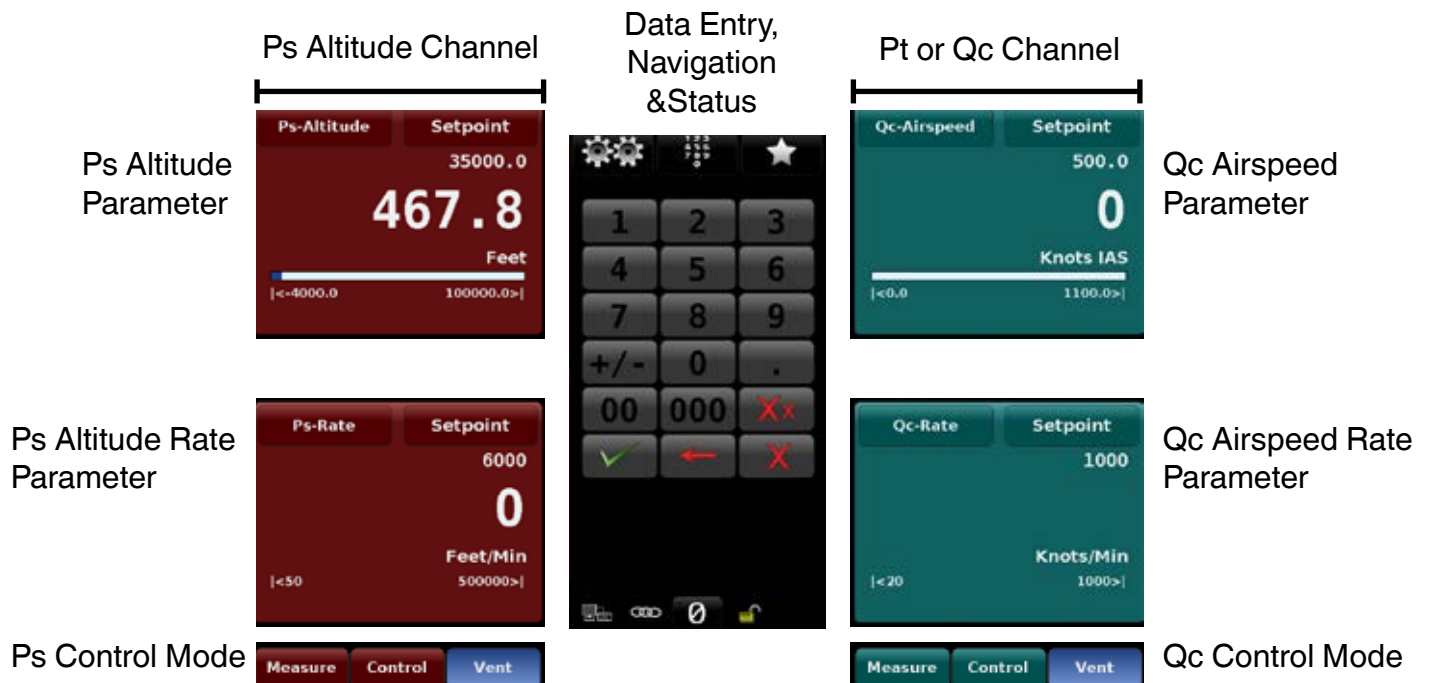 Ps Altitude Channel
Data Entry,
Navigation
&Status
Pt or Qc Channel
Ps Altitude
Parameter
Ps-Altitude Setpoint
35000.0
467.8
Feet
|<-4000.0 100000.0>|
Ps Altitude Rate
Parameter
Ps-Rate Setpoint
6000
0
Feet/Min
|<50 500000>|
Ps Control Mode
Measure Control Vent
1 2 3
4 5 6
7 8 9
+/- 0 .
00 000 Xx
X
0
Qc-Airspeed Setpoint
500.0
0
Knots IAS
|<0.0 1100.0>|
Qc Airspeed
Parameter
Qc-Rate Setpoint
1000
Knots/Min
|<20 1000>|
Qc Airspeed Rate
Parameter
Measure Control Vent
Qc Control Mode